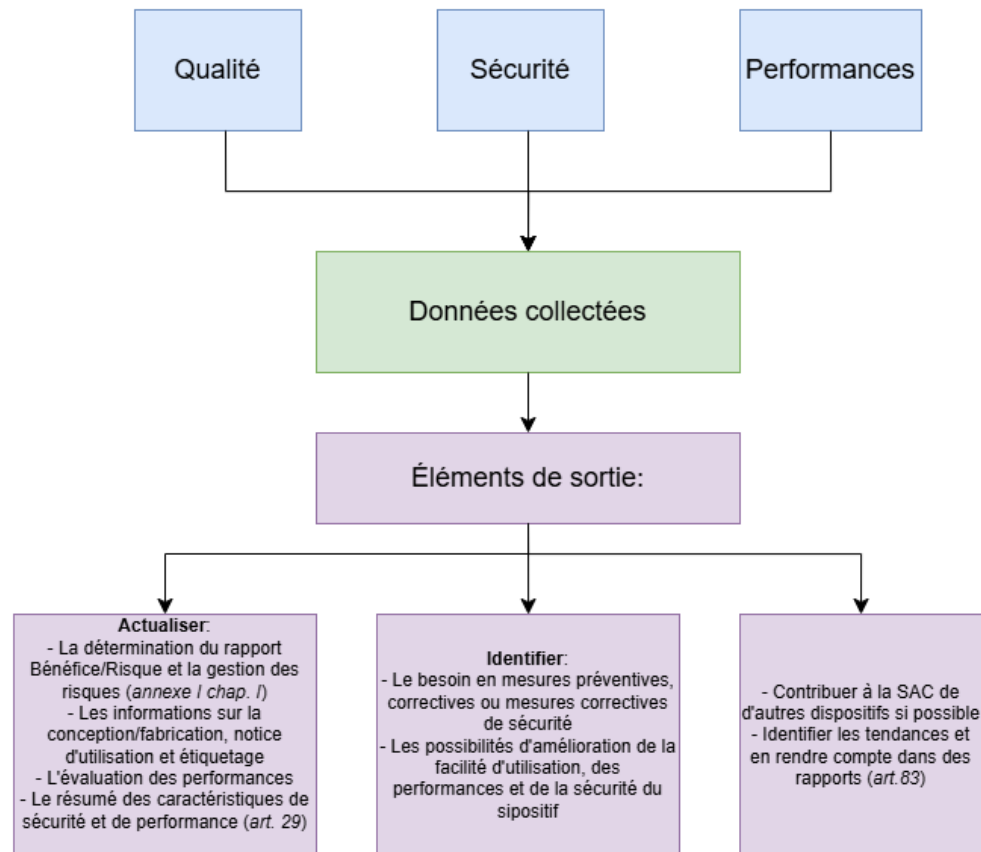 Qualité
Sécurité
Performances
Données collectées
Éléments de sortie:
Actualiser:
- La détermination du rapport
Bénéfice/Risque et la gestion des
risques (annexe I chap. I)
- Les informations sur la
conception/fabrication, notice
d'utilisation et étiquetage
- L'évaluation des performances
- Le résumé des caractéristiques de
sécurité et de performance (art. 29)
Identifier:
- Le besoin en mesures préventives,
correctives ou mesures correctives
de sécurité
- Les possibilités d'amélioration de la
facilité d'utilisation, des
performances et de la sécurité du
sipositif
- Contribuer à la SAC de
d'autres dispositifs si possible
- Identifier les tendances et
en rendre compte dans des
rapports (art.83)